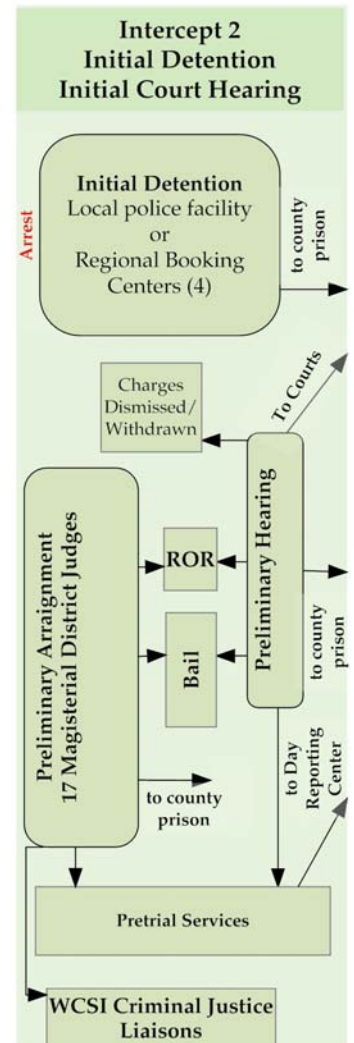 Intercept 2
Initial Detention
Initial Court Hearing
Arrest
Initial Detention
Local police facility
or
Regional Booking
Centers (4)
to county
prison
To Courts
Charges
Dismissed/
Withdrawn
Preliminary Hearing
Preliminary Arraignment
17 Magisterial District Judges
ROR
Bail
to county
prison
to county
prison
to Day
Reporting
Center
Pretrial Services
WCSI Criminal Justice
Liaisons